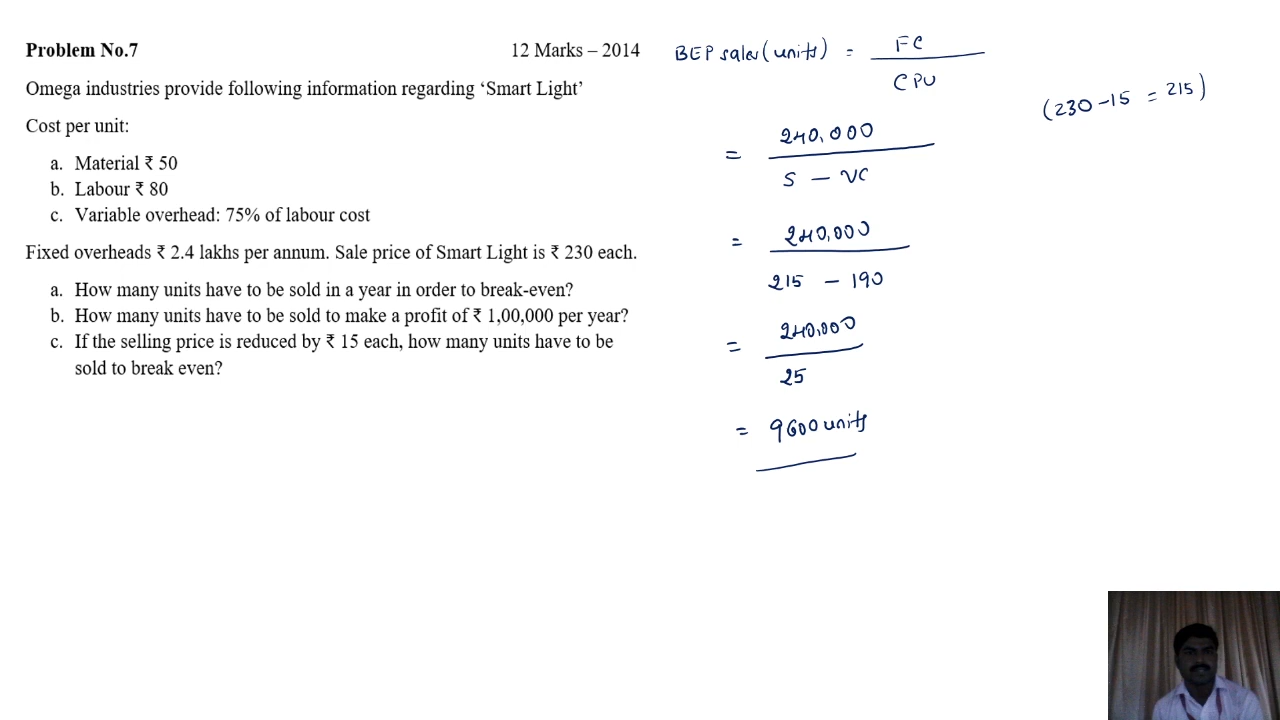 Problem No.7 12 Marks – 2014
Omega industries provide following information regarding ‘Smart Light’
Cost per unit:
a. Material ₹ 50
b. Labour ₹ 80
c. Variable overhead: 75% of labour cost
Fixed overheads ₹ 2.4 lakhs per annum. Sale price of Smart Light is ₹ 230 each.
a. How many units have to be sold in a year in order to break-even?
b. How many units have to be sold to make a profit of ₹ 1,00,000 per year?
c. If the selling price is reduced by ₹ 15 each, how many units have to be
sold to break even?
BEP sales (units) = FC
CPU
(230 - 15 = 215)
= 240,000
S - VC
= 240,000
215 - 190
= 240,000
25
= 9600 units